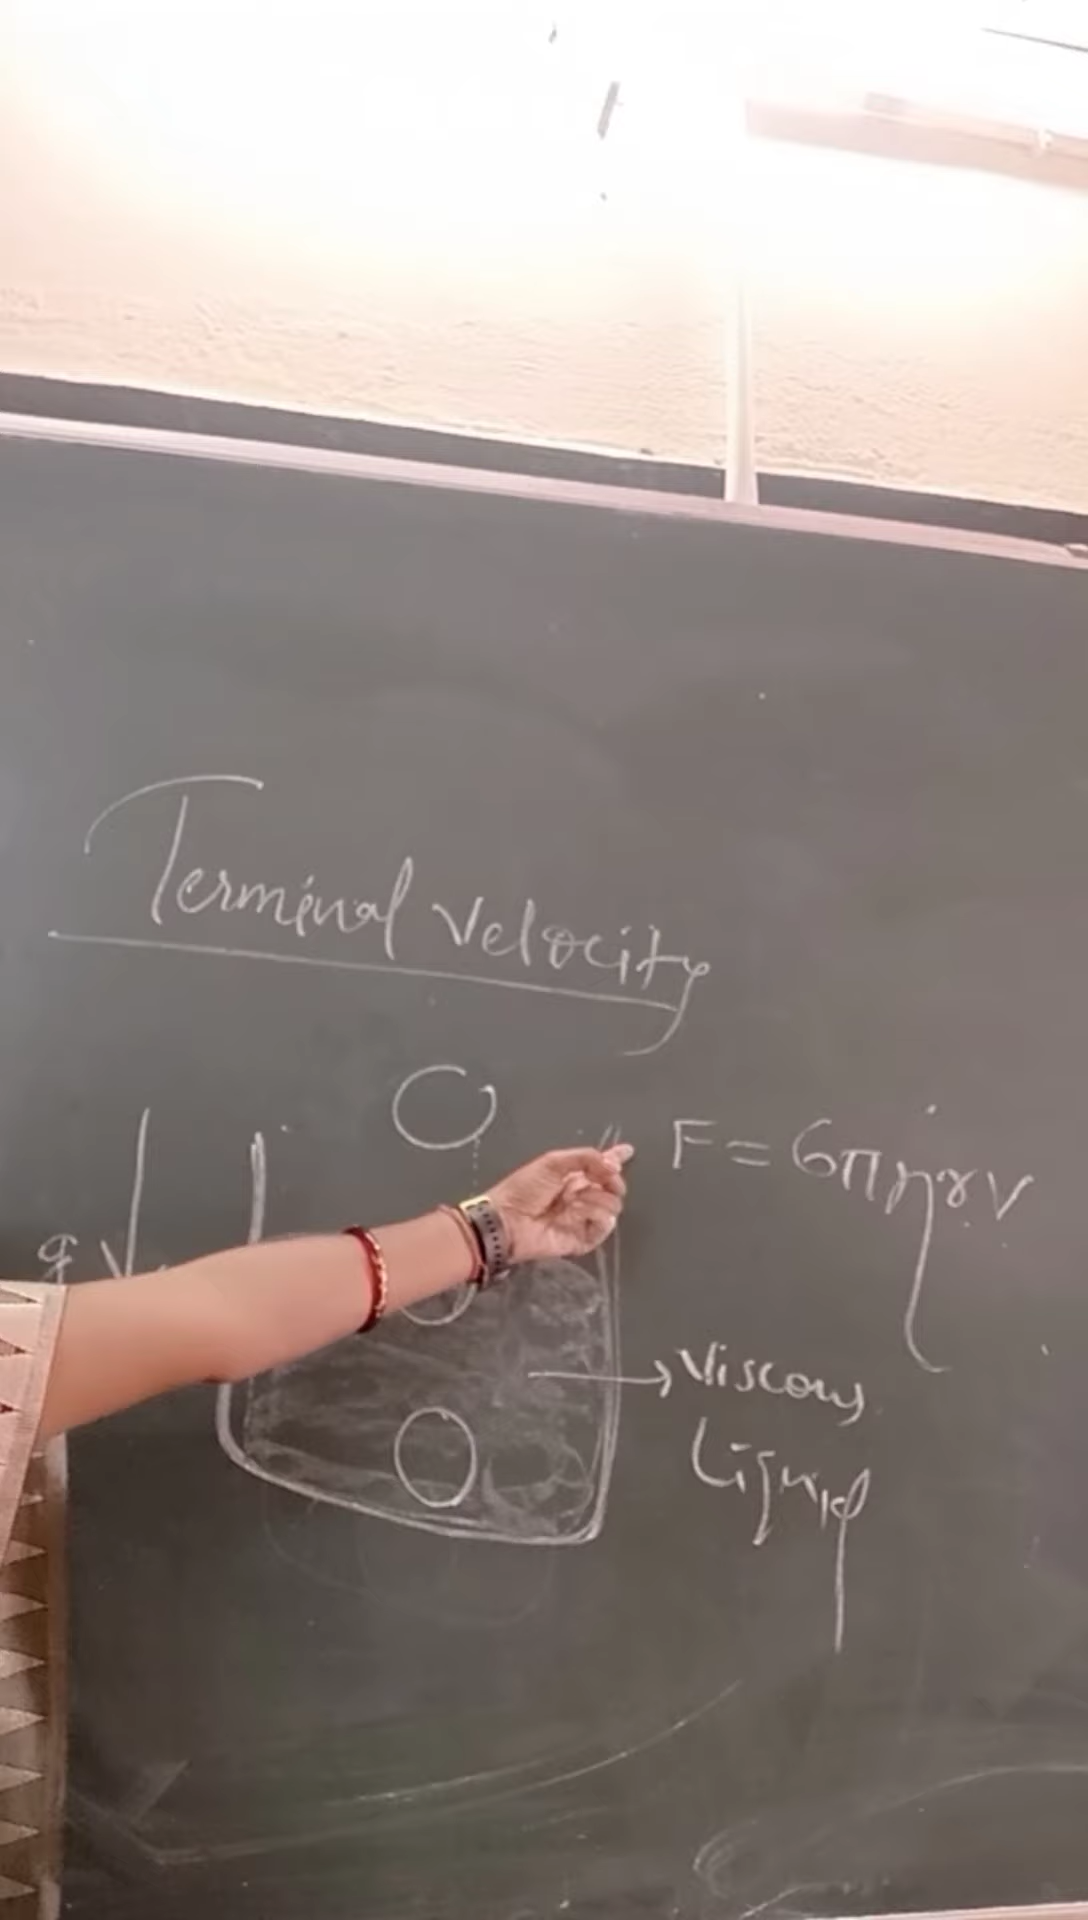 Terminal Velocity
F = 6πηrv
g
Viscous
Liquid